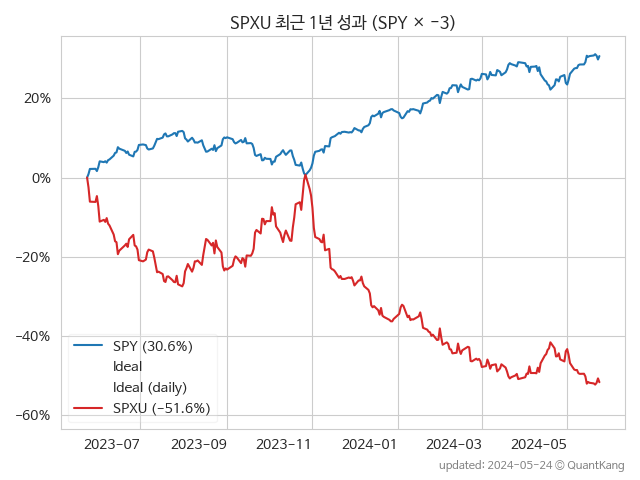 SPXU 최근 1년 성과 (SPY × −3)
20%
0%
−20%
−40%
−60%
SPY (30.6%)
Ideal
Ideal (daily)
SPXU (−51.6%)
2023-07 2023-09 2023-11 2024-01 2024-03 2024-05
updated: 2024-05-24 © QuantKang